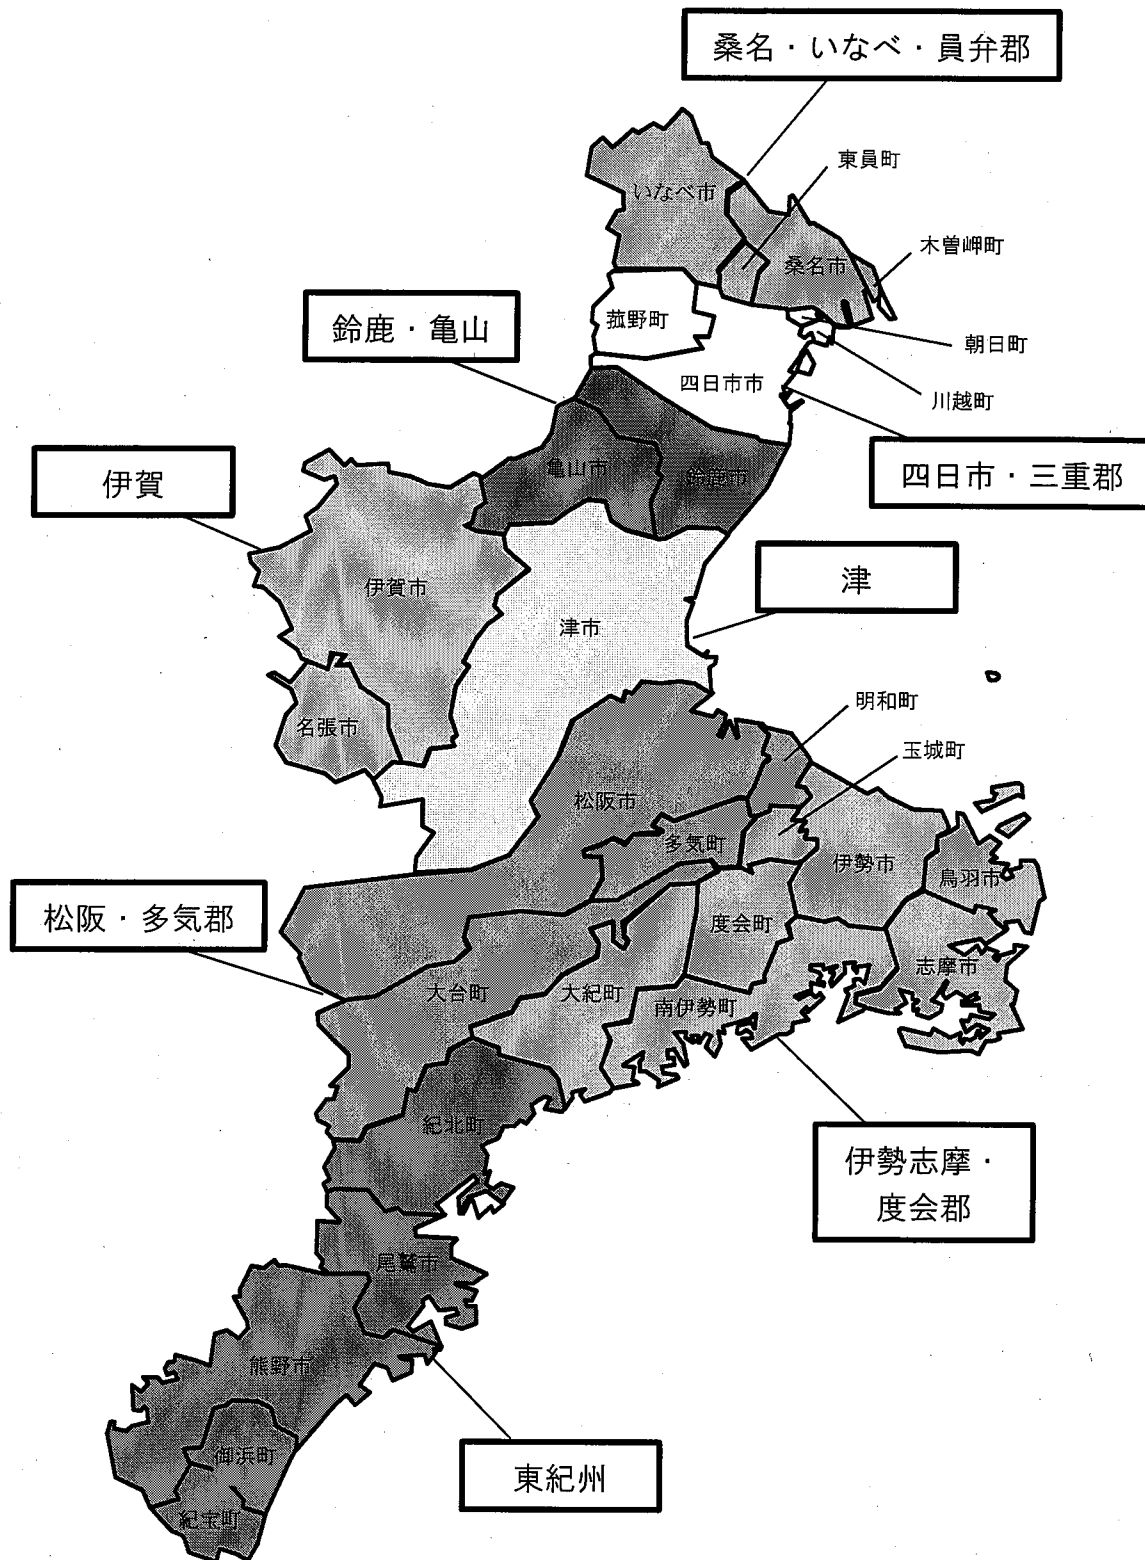 桑名・いなべ・員弁郡
東員町
いなべ市
木曽岬町
桑名市
鈴鹿・亀山
菰野町
朝日町
四日市市
川越町
伊賀
亀山市
鈴鹿市
四日市・三重郡
津
伊賀市
津市
明和町
名張市
玉城町
松阪市
多気町
伊勢市
鳥羽市
松阪・多気郡
度会町
志摩市
大台町
大紀町
南伊勢町
紀北町
伊勢志摩・
度会郡
尾鷲市
熊野市
御浜町
東紀州
紀宝町